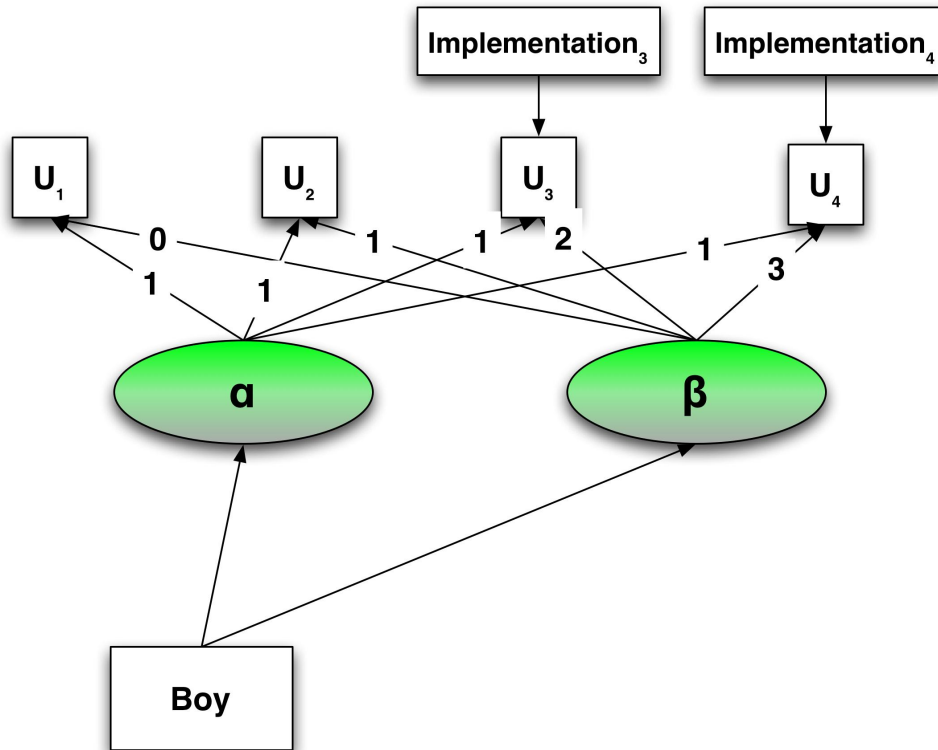 Implementation₃
Implementation₄
U₁
U₂
U₃
U₄
0
1
1
2
1
1
1
3
α
β
Boy